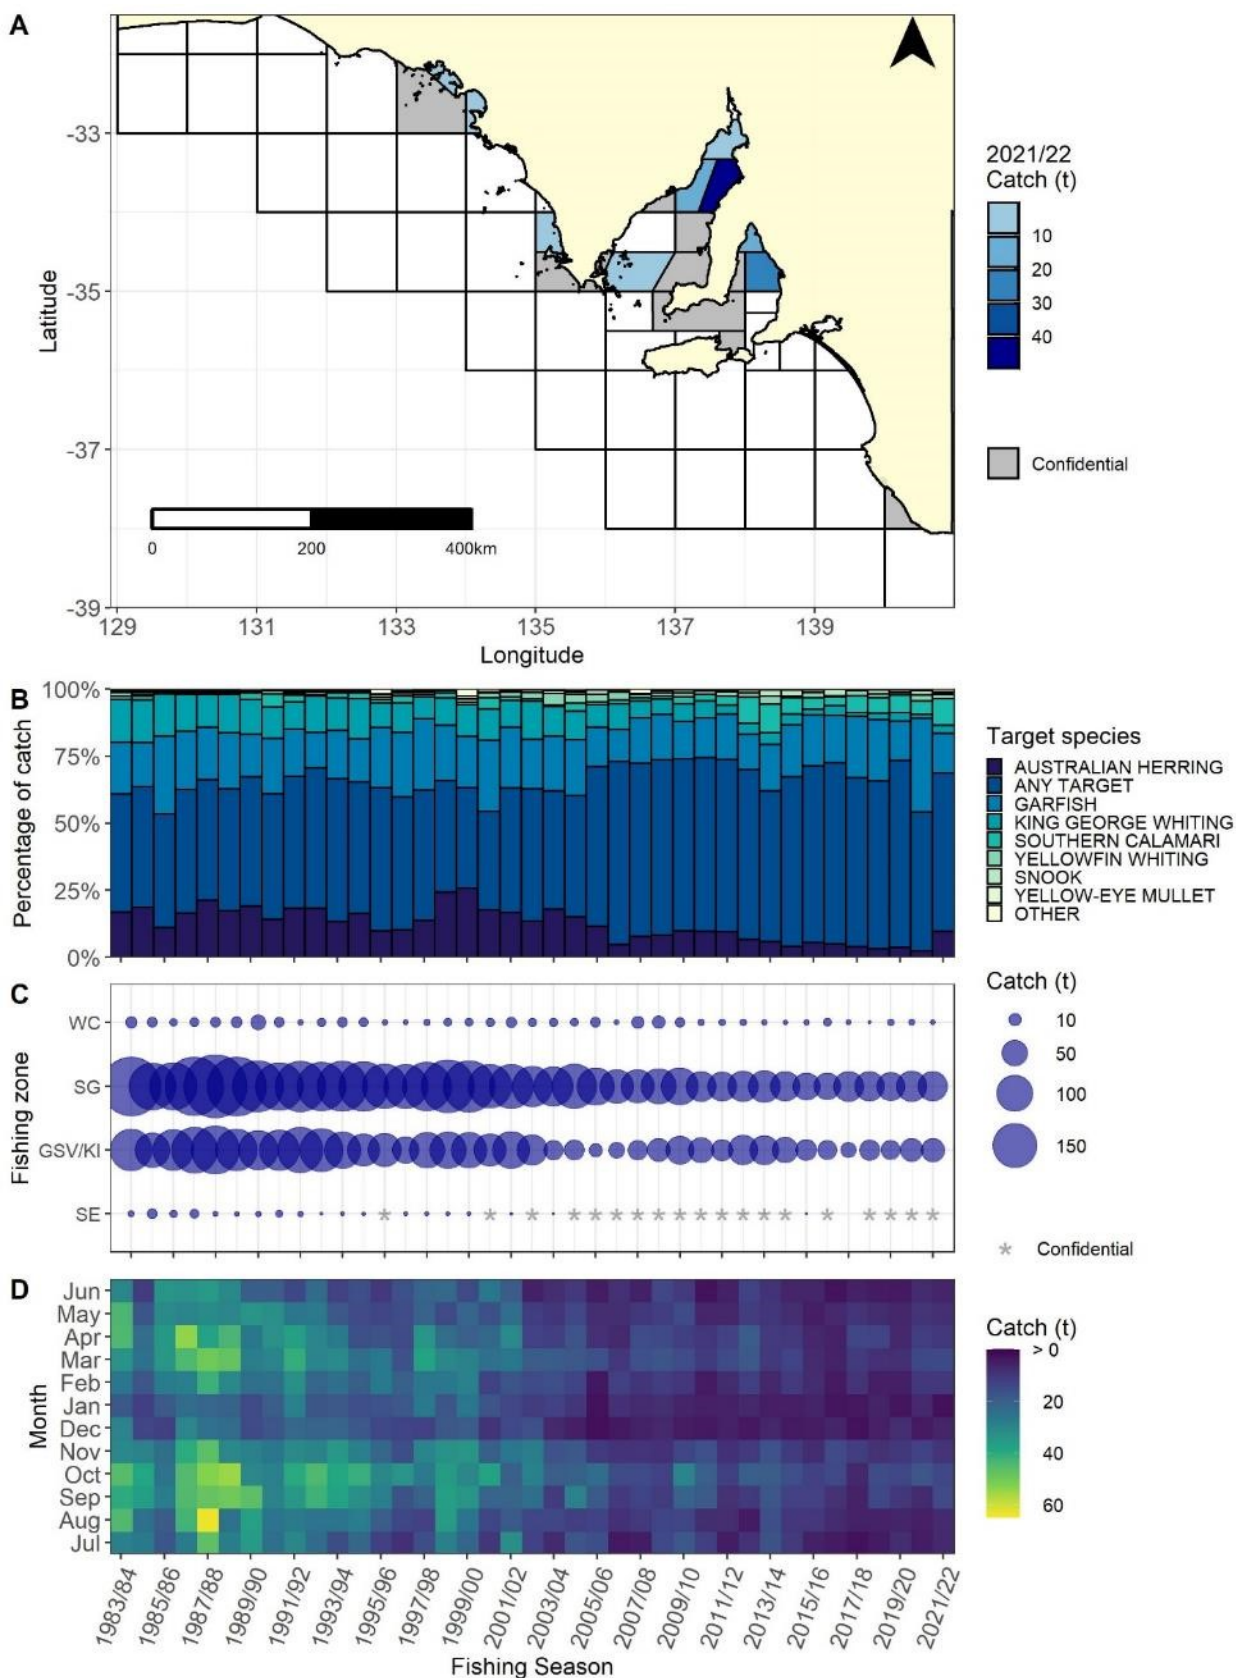 A
-33
-35
-37
-39
Latitude
0 200 400km
129 131 133 135 137 139
Longitude
2021/22
Catch (t)
10
20
30
40
Confidential
B
100%
75%
50%
25%
0%
Percentage of catch
Target species
AUSTRALIAN HERRING
ANY TARGET
GARFISH
KING GEORGE WHITING
SOUTHERN CALAMARI
YELLOWFIN WHITING
SNOOK
YELLOW-EYE MULLET
OTHER
C
WC
SG
GSV/KI
SE
Fishing zone
* * * * * * * * * * * * * * * * * * *
Catch (t)
10
50
100
150
* Confidential
D
Jun
May
Apr
Mar
Feb
Jan
Dec
Nov
Oct
Sep
Aug
Jul
Month
Catch (t)
> 0
20
40
60
1983/84 1985/86 1987/88 1989/90 1991/92 1993/94 1995/96 1997/98 1999/00 2001/02 2003/04 2005/06 2007/08 2009/10 2011/12 2013/14 2015/16 2017/18 2019/20 2021/22
Fishing Season